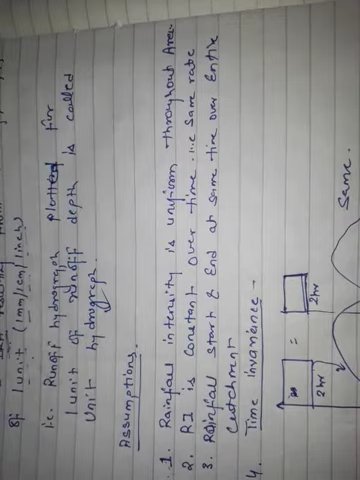 of 1 unit (1mm/1cm/1inch)
i.e. Runoff hydrograph plotted for
1 unit of runoff depth is called
Unit hydrograph.
Assumptions.
1. Rainfall intensity is uniform throughout Area.
2. RI is constant over time i.e same rate
3. Rainfall start & End at same time over Entire
Catchment
4. Time invarience -
=
2hr
2hr
Same.